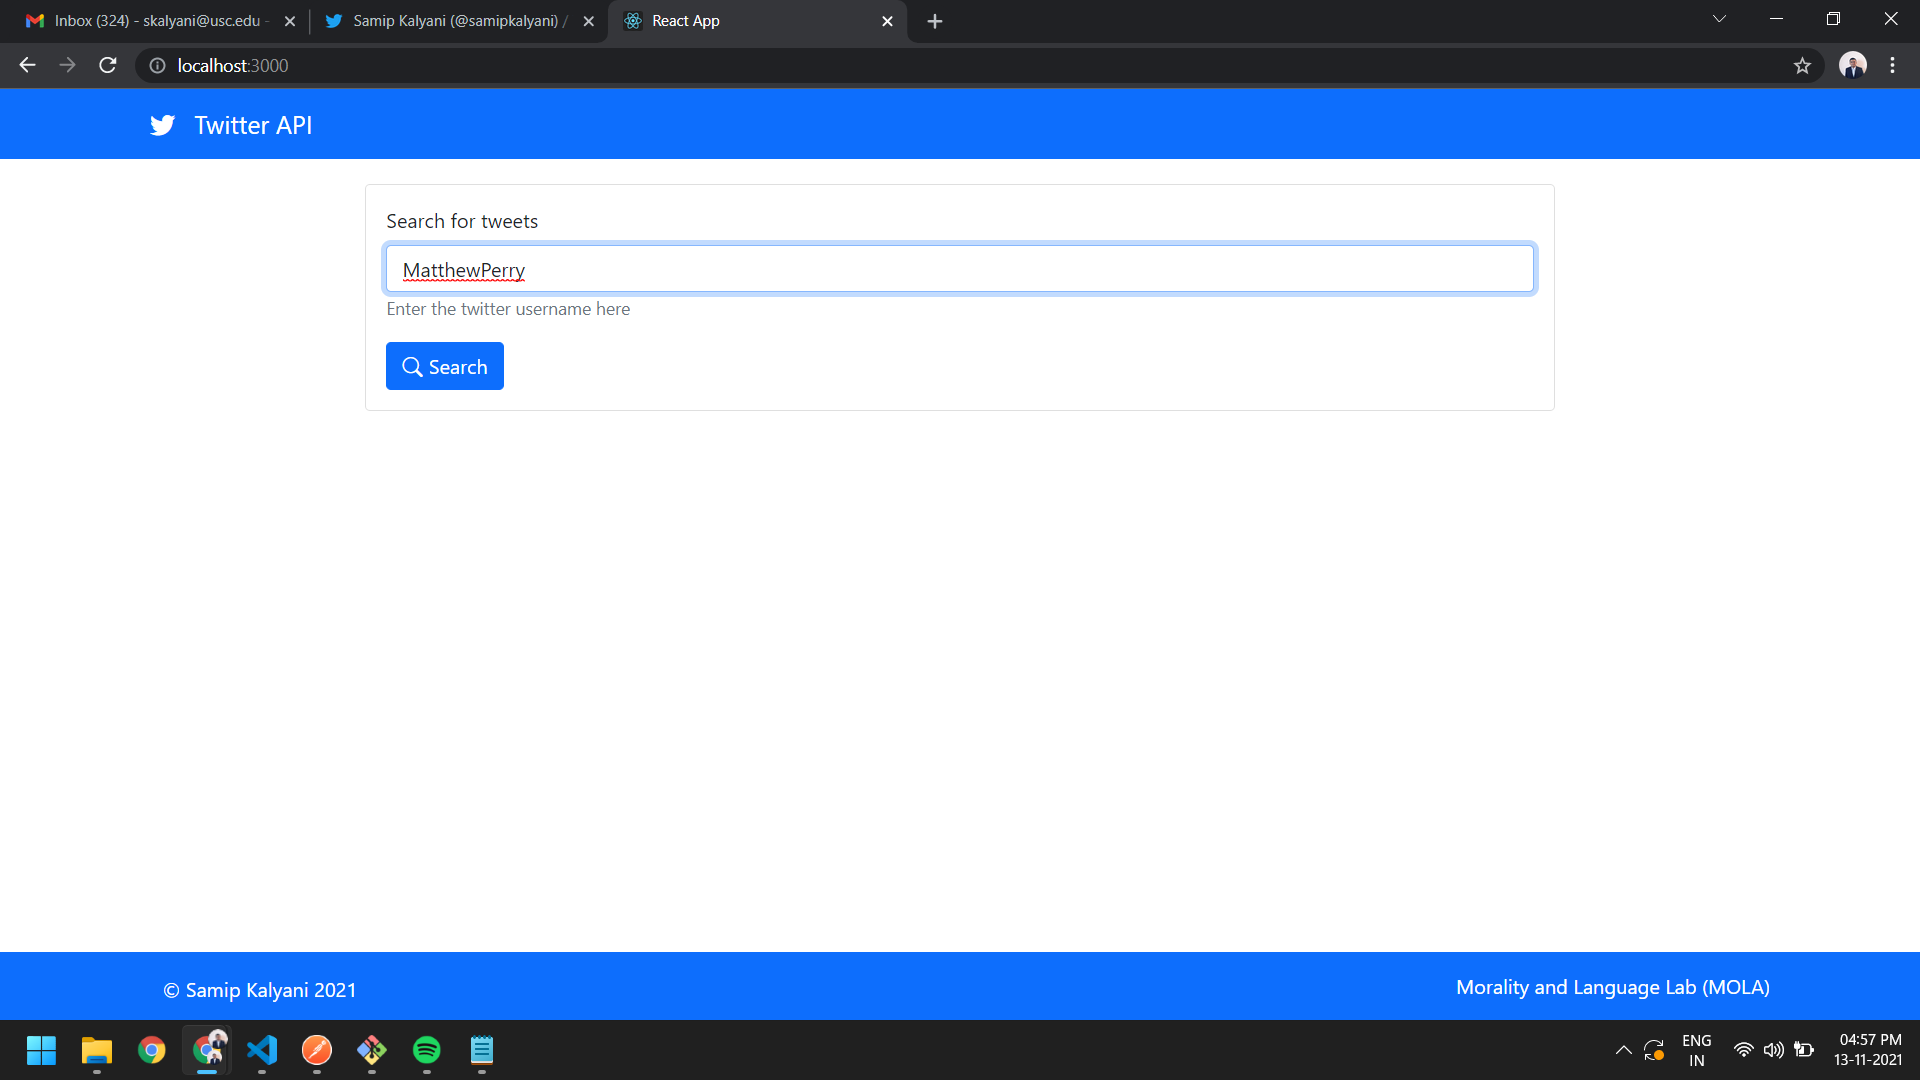 Inbox (324) - skalyani@usc.edu -
Samip Kalyani (@samipkalyani) /
React App
localhost:3000
Twitter API
Search for tweets
MatthewPerry
Enter the twitter username here
Search
© Samip Kalyani 2021
Morality and Language Lab (MOLA)
ENG
IN
04:57 PM
13-11-2021